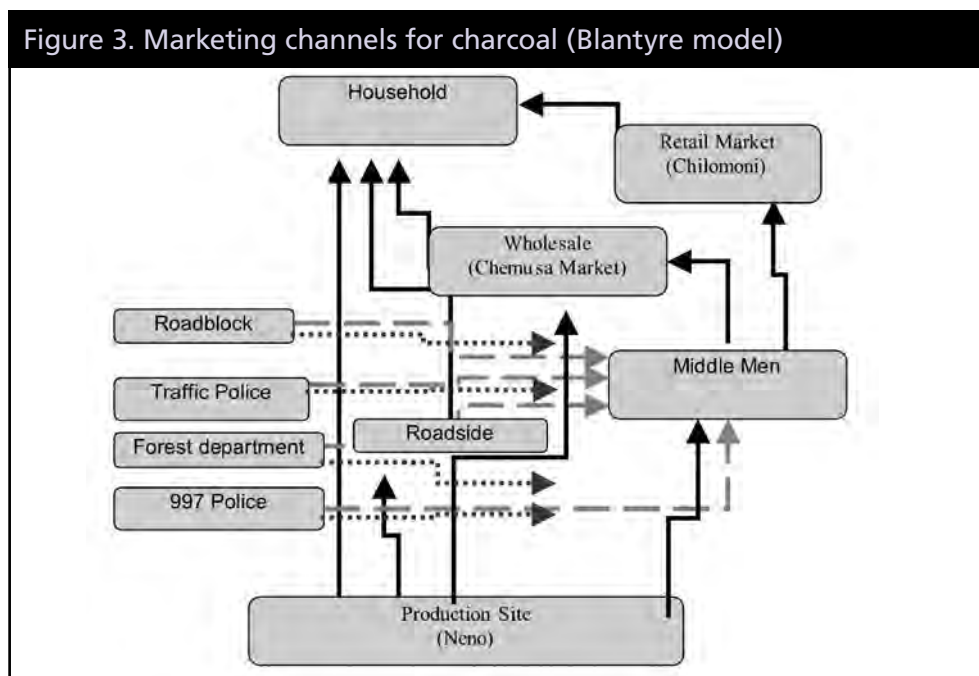 Figure 3. Marketing channels for charcoal (Blantyre model)
Household
Retail Market
(Chilomoni)
Wholesale
(Chemusa Market)
Roadblock
Middle Men
Traffic Police
Roadside
Forest department
997 Police
Production Site
(Neno)